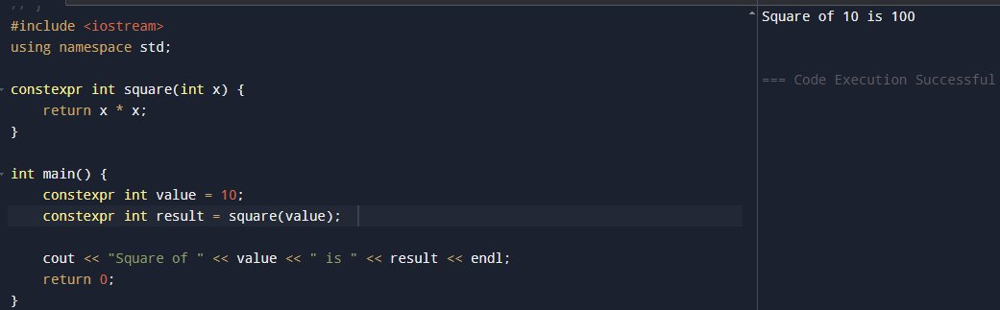 // }
#include <iostream>
using namespace std;

constexpr int square(int x) {
    return x * x;
}

int main() {
    constexpr int value = 10;
    constexpr int result = square(value);

    cout << "Square of " << value << " is " << result << endl;
    return 0;
}
Square of 10 is 100

=== Code Execution Successful